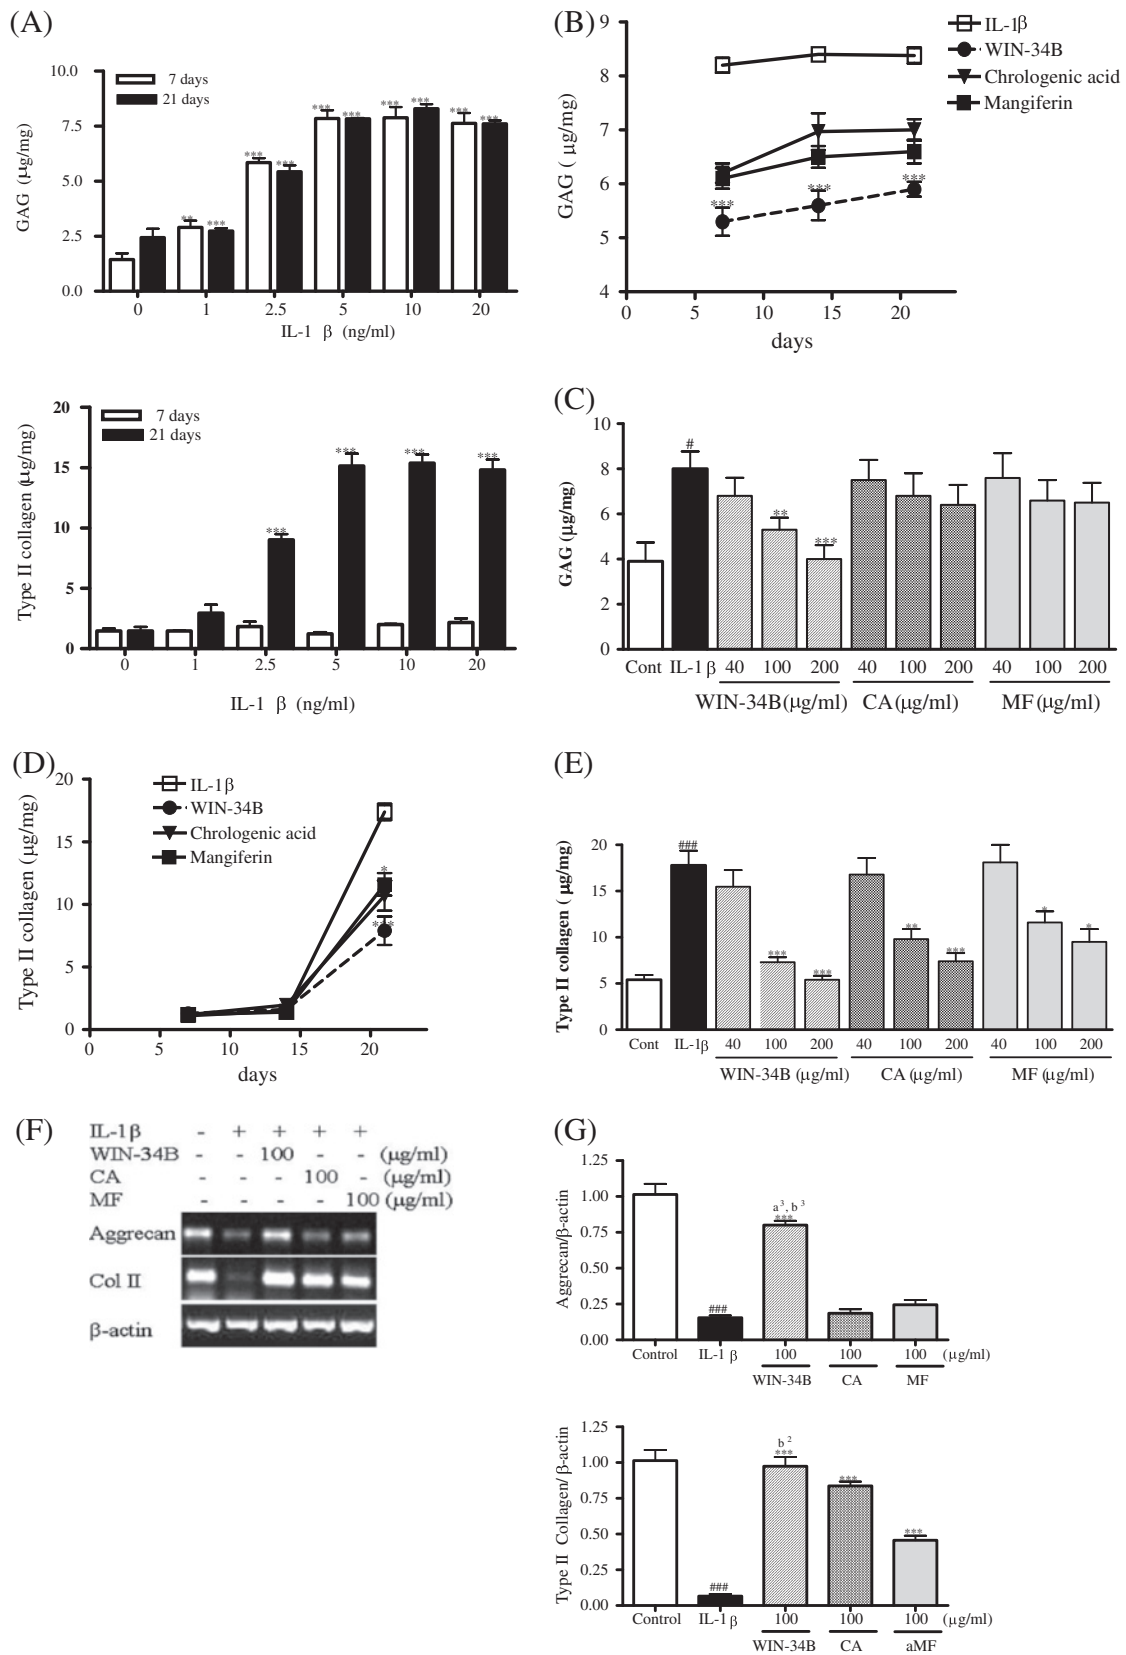 (A)
10.0
7.5
5.0
2.5
0.0
GAG (µg/mg)
7 days
21 days
*** *** *** *** *** ***
*** ***
** ***
0 1 2.5 5 10 20
IL-1 β (ng/ml)
20
15
10
5
0
Type II collagen (µg/mg)
7 days
21 days
*** *** *** ***
0 1 2.5 5 10 20
IL-1 β (ng/ml)
(B)
9
8
7
6
5
4
GAG ( µg/mg)
IL-1β
WIN-34B
Chrologenic acid
Mangiferin
*** *** ***
0 5 10 15 20
days
(C)
10
8
6
4
2
0
GAG (µg/mg)
# ** ***
Cont IL-1 β 40 100 200 40 100 200 40 100 200
WIN-34B(µg/ml) CA(µg/ml) MF(µg/ml)
(D)
20
15
10
5
0
Type II collagen (µg/mg)
IL-1β
WIN-34B
Chrologenic acid
Mangiferin
*
***
0 5 10 15 20
days
(E)
20
15
10
5
0
Type II collagen ( µg/mg)
### *** *** ** *** * *
Cont IL-1β 40 100 200 40 100 200 40 100 200
WIN-34B (µg/ml) CA (µg/ml) MF (µg/ml)
(F)
IL-1β - + + + +
WIN-34B - - 100 - - (µg/ml)
CA - - - 100 - (µg/ml)
MF - - - - 100 (µg/ml)
Aggrecan
Col II
β-actin
(G)
1.25
1.00
0.75
0.50
0.25
0.00
Aggrecan/β-actin
a3, b3
***
###
Control IL-1 β 100 100 100 (µg/ml)
WIN-34B CA MF
1.25
1.00
0.75
0.50
0.25
0.00
Type II Collagen/ β-actin
b2
*** *** ***
###
Control IL-1 β 100 100 100 (µg/ml)
WIN-34B CA aMF